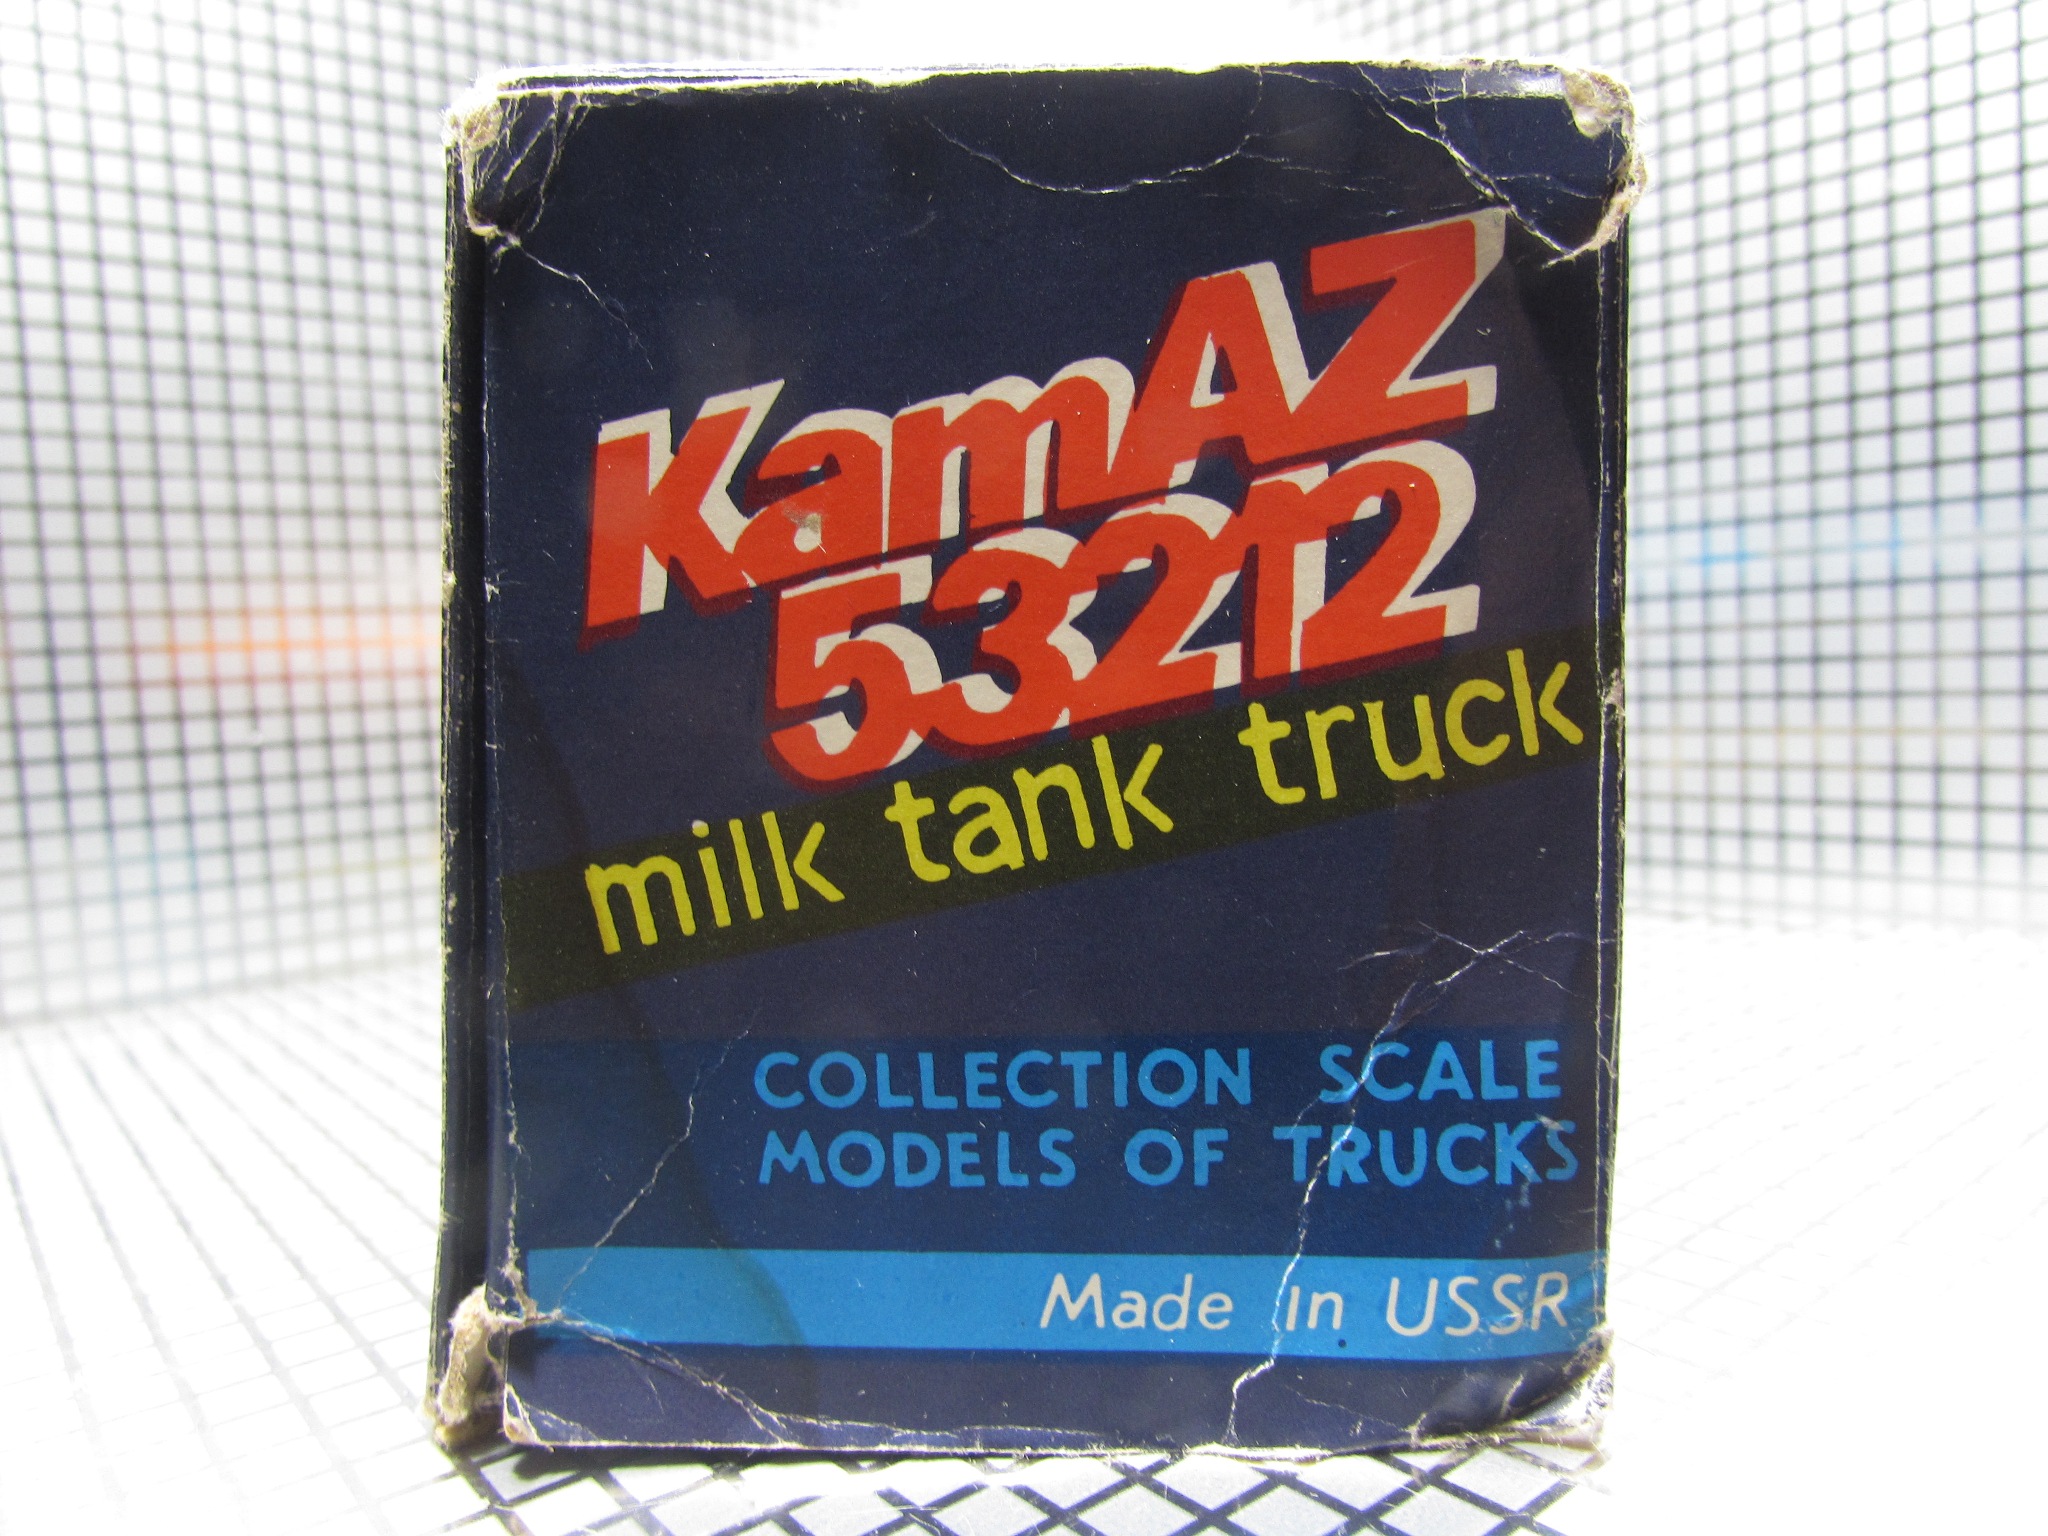 KamAZ
53212
milk tank truck
COLLECTION SCALE
MODELS OF TRUCKS
Made in USSR